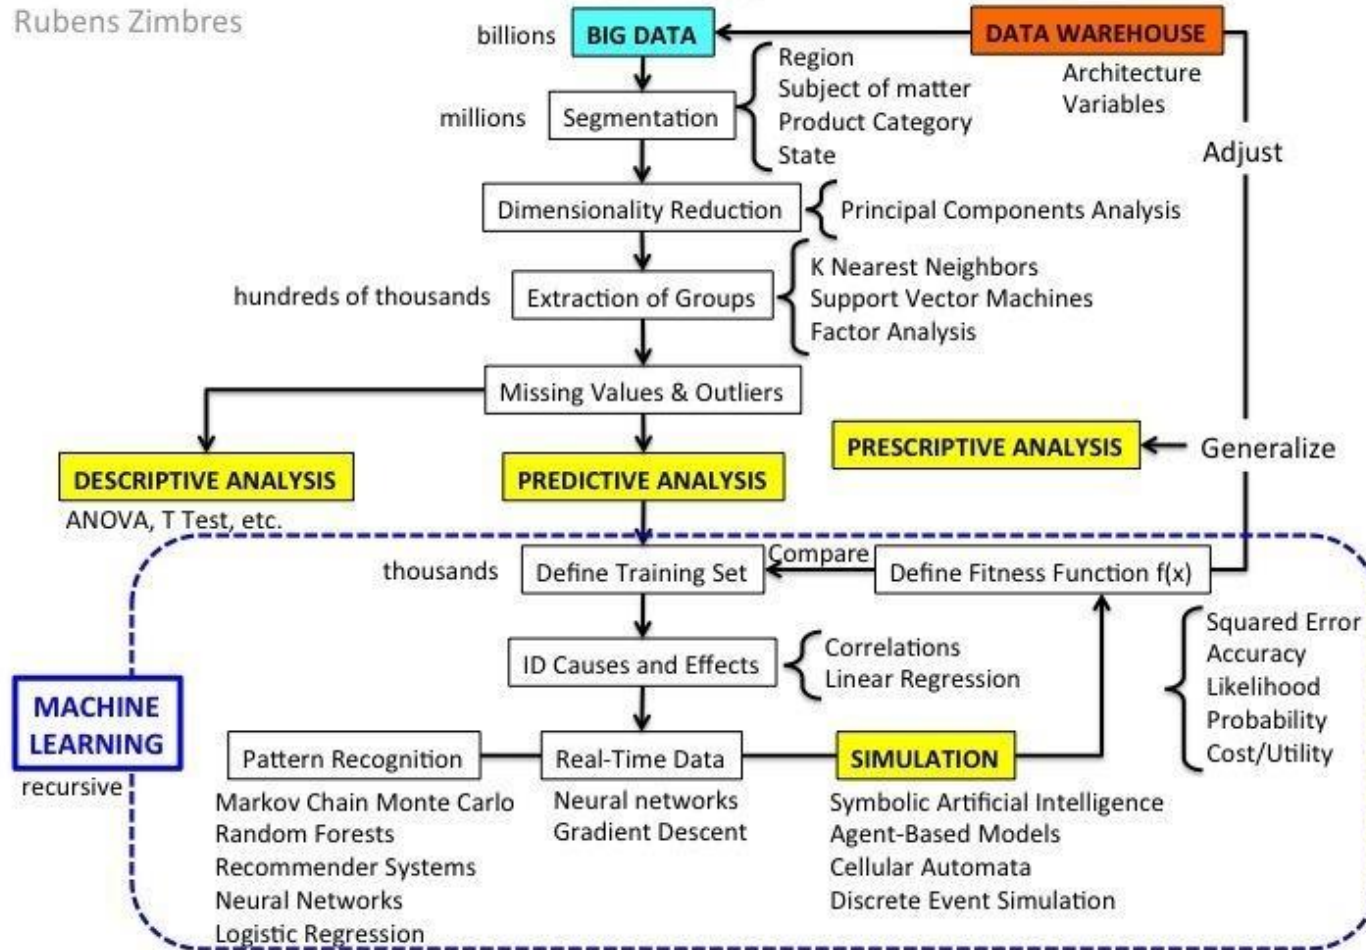 Rubens Zimbres
billions
BIG DATA
DATA WAREHOUSE
Architecture
Variables
Region
Subject of matter
Product Category
State
millions
Segmentation
Adjust
Dimensionality Reduction
Principal Components Analysis
hundreds of thousands
Extraction of Groups
K Nearest Neighbors
Support Vector Machines
Factor Analysis
Missing Values & Outliers
PRESCRIPTIVE ANALYSIS
Generalize
DESCRIPTIVE ANALYSIS
ANOVA, T Test, etc.
PREDICTIVE ANALYSIS
thousands
Define Training Set
Compare
Define Fitness Function f(x)
Squared Error
Accuracy
Likelihood
Probability
Cost/Utility
ID Causes and Effects
Correlations
Linear Regression
MACHINE
LEARNING
recursive
Pattern Recognition
Markov Chain Monte Carlo
Random Forests
Recommender Systems
Neural Networks
Logistic Regression
Real-Time Data
Neural networks
Gradient Descent
SIMULATION
Symbolic Artificial Intelligence
Agent-Based Models
Cellular Automata
Discrete Event Simulation